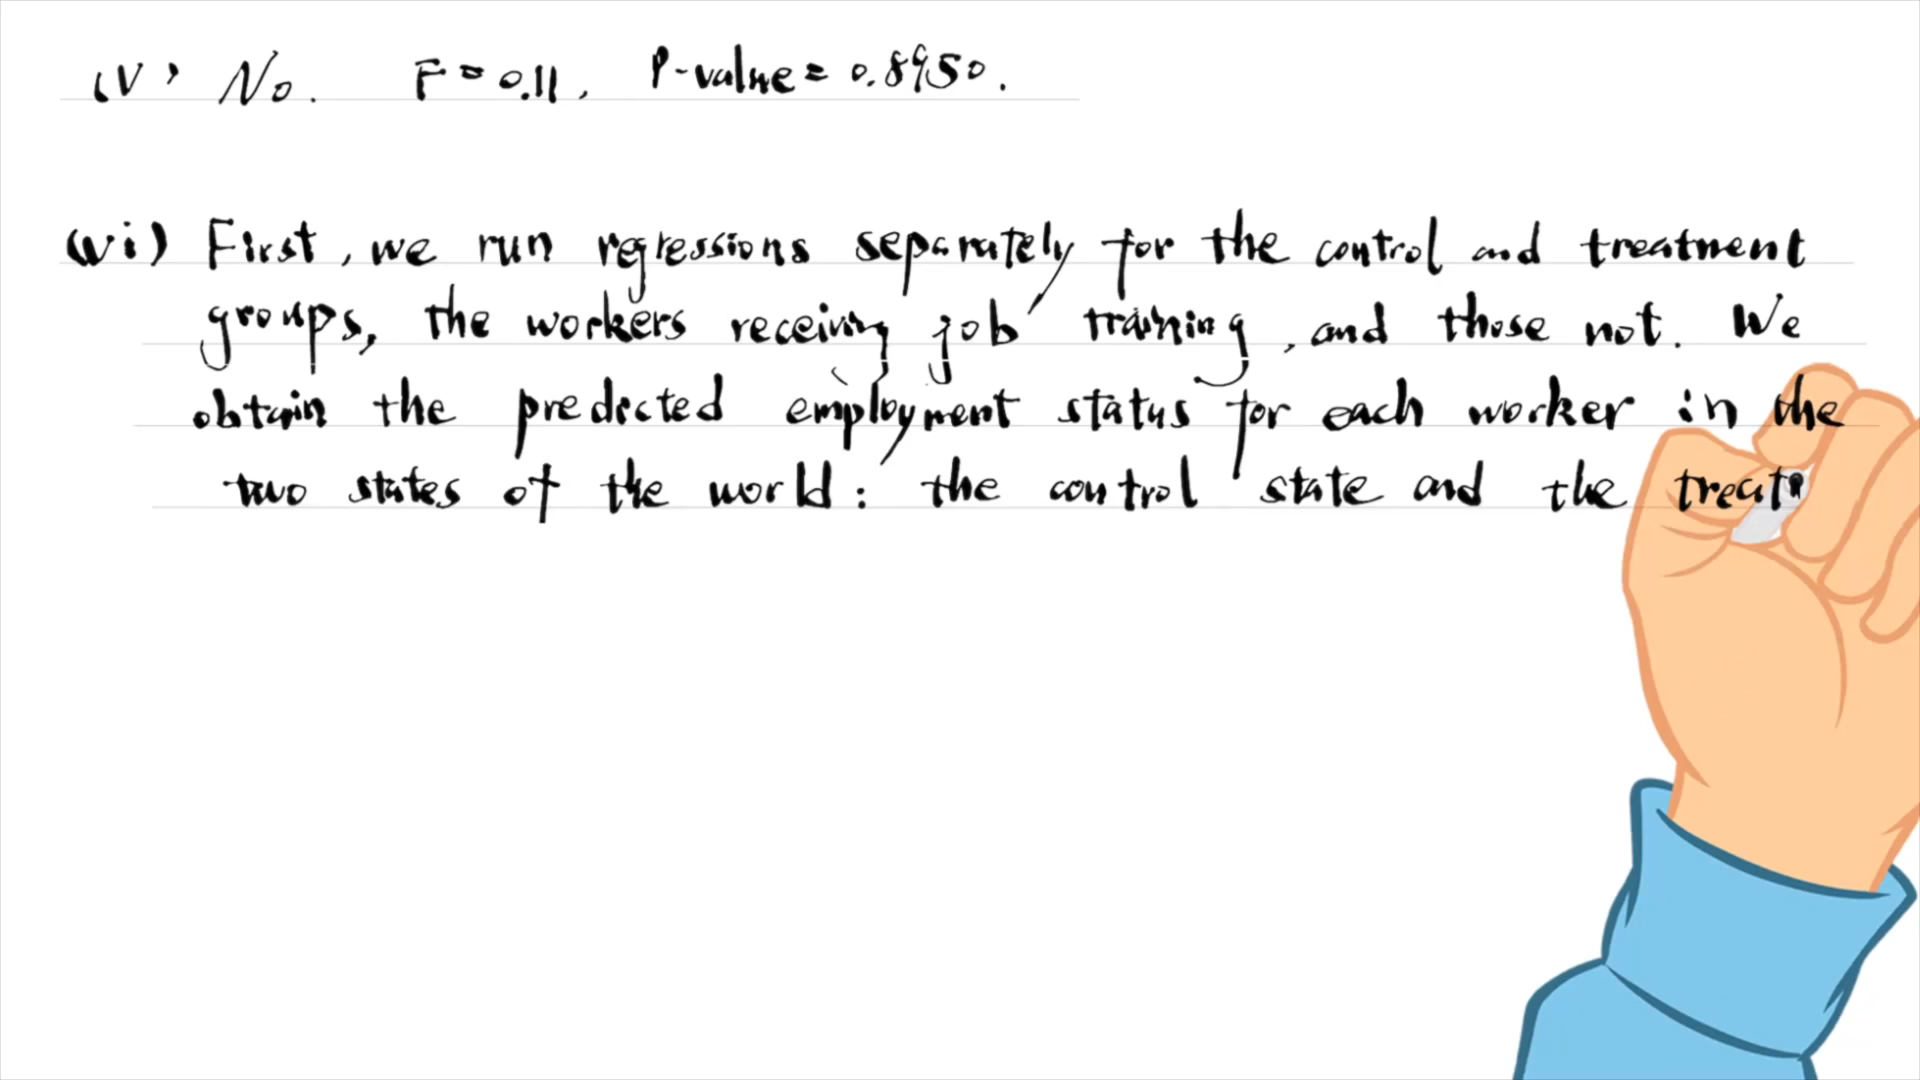 (V) No. F = 0.11, P-value = 0.8950.
(vi) First, we run regressions separately for the control and treatment
groups, the workers receiving job training, and those not. We
obtain the predicted employment status for each worker in the
two states of the world: the control state and the treat